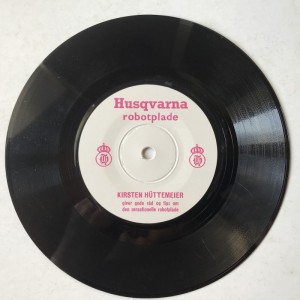 Husqvarna
robotplade
KIRSTEN HÜTTEMEIER
giver gode råd og tips om
den sensationelle robotplade